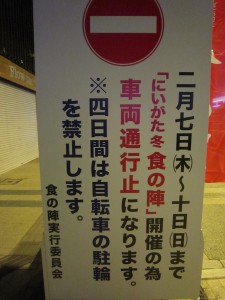 二月七日㈭〜十日㈰まで
「にいがた冬食の陣」開催の為
車両通行止になります。
※四日間は自転車の駐輪
を禁止します。
食の陣実行委員会